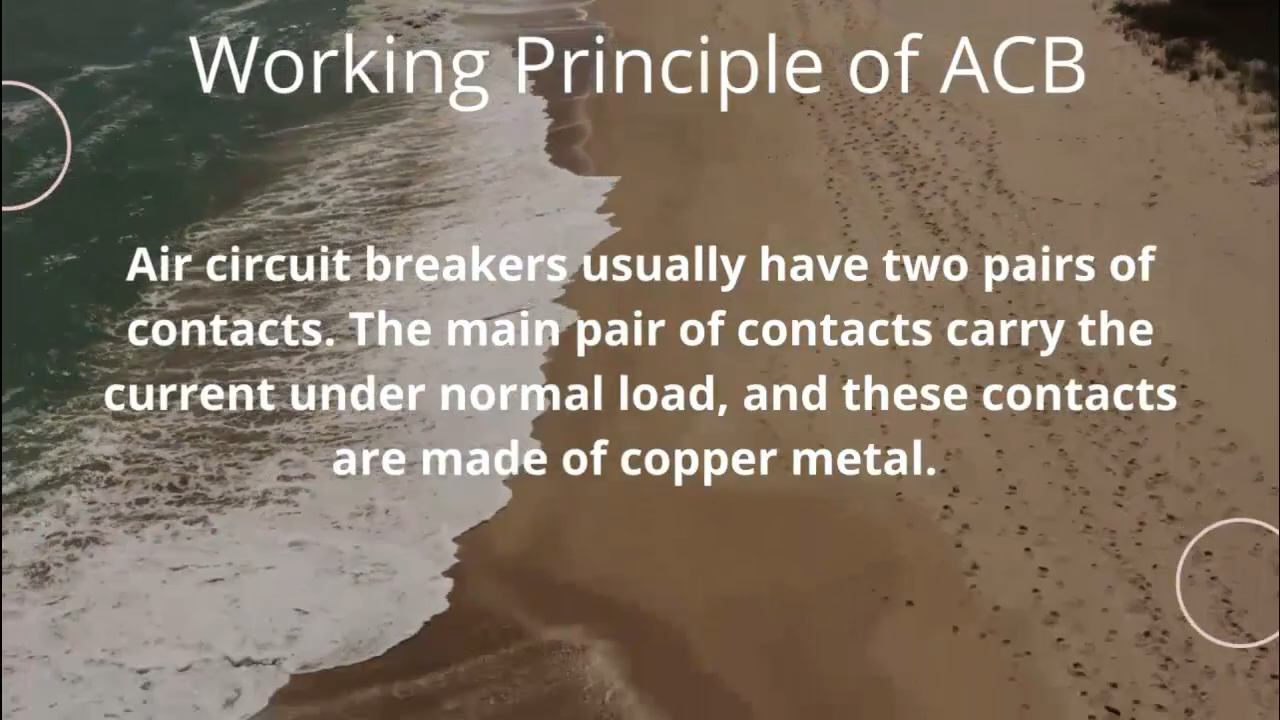 Working Principle of ACB
Air circuit breakers usually have two pairs of
contacts. The main pair of contacts carry the
current under normal load, and these contacts
are made of copper metal.